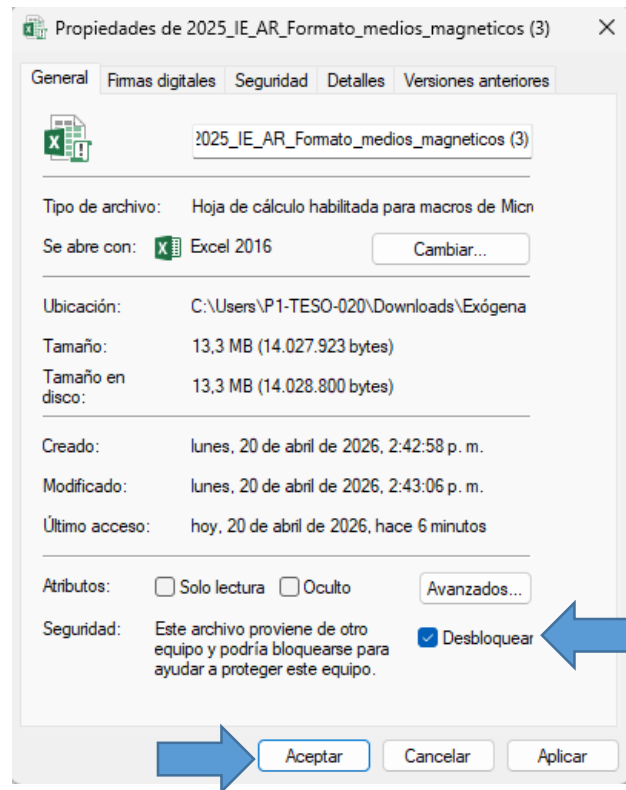 Propiedades de 2025_IE_AR_Formato_medios_magneticos (3)
General Firmas digitales Seguridad Detalles Versiones anteriores
2025_IE_AR_Formato_medios_magneticos (3)
Tipo de archivo: Hoja de cálculo habilitada para macros de Micr
Se abre con: Excel 2016 Cambiar...
Ubicación: C:\Users\P1-TESO-020\Downloads\Exógena
Tamaño: 13,3 MB (14.027.923 bytes)
Tamaño en
disco: 13,3 MB (14.028.800 bytes)
Creado: lunes, 20 de abril de 2026, 2:42:58 p. m.
Modificado: lunes, 20 de abril de 2026, 2:43:06 p. m.
Último acceso: hoy, 20 de abril de 2026, hace 6 minutos
Atributos: Solo lectura Oculto Avanzados...
Seguridad: Este archivo proviene de otro
equipo y podría bloquearse para
ayudar a proteger este equipo.
Desbloquear
Aceptar Cancelar Aplicar